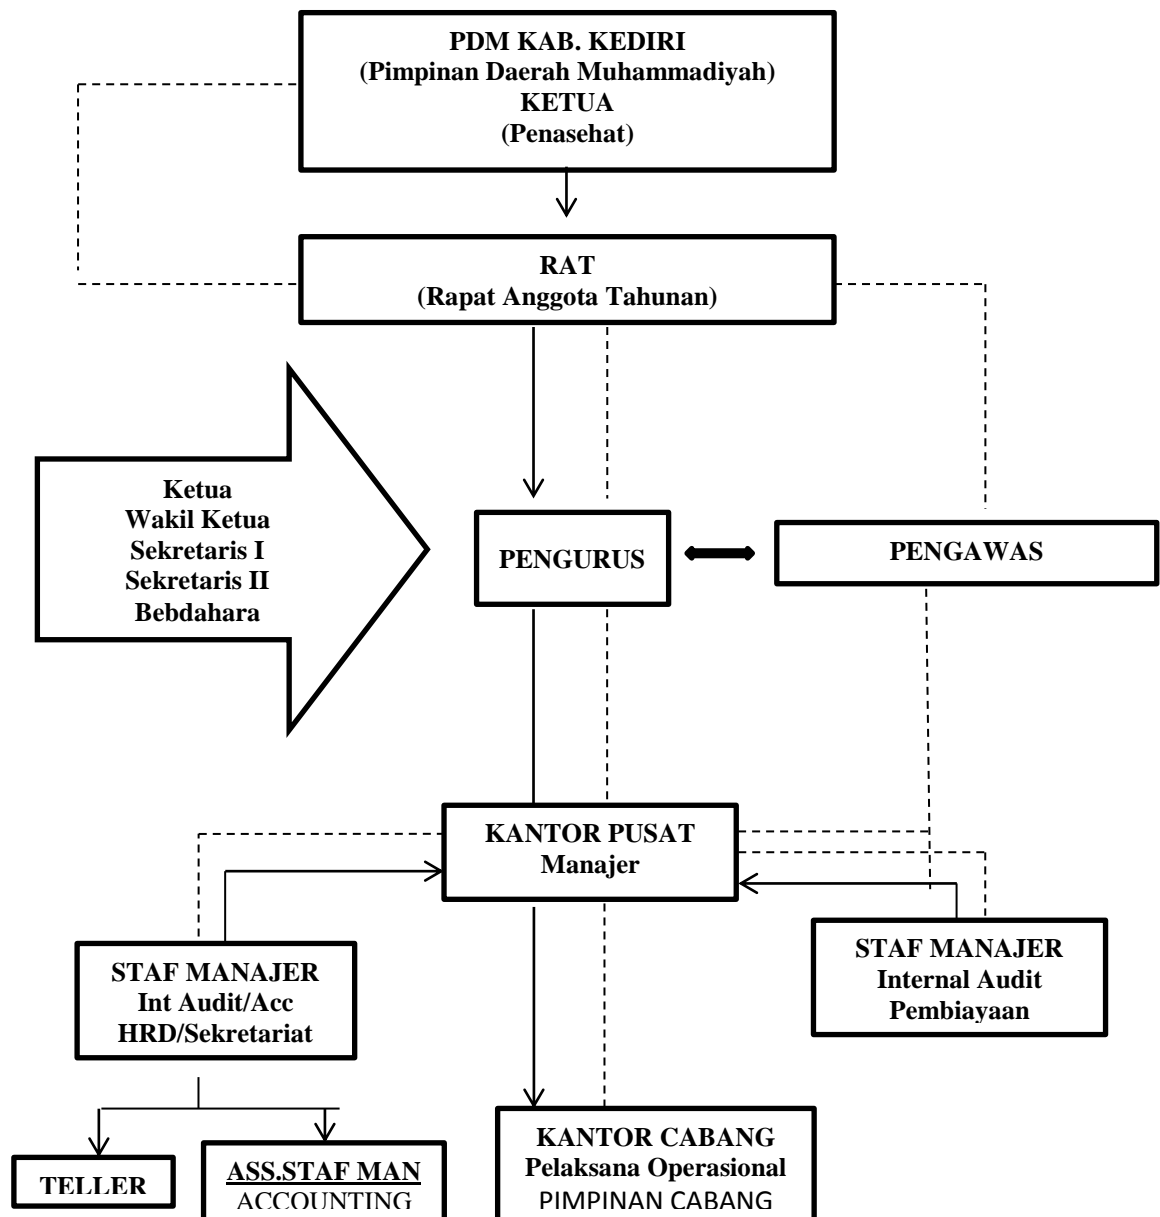 PDM KAB. KEDIRI
(Pimpinan Daerah Muhammadiyah)
KETUA
(Penasehat)
RAT
(Rapat Anggota Tahunan)
Ketua
Wakil Ketua
Sekretaris I
Sekretaris II
Bebdahara
PENGURUS
PENGAWAS
KANTOR PUSAT
Manajer
STAF MANAJER
Int Audit/Acc
HRD/Sekretariat
STAF MANAJER
Internal Audit
Pembiayaan
TELLER
ASS.STAF MAN
ACCOUNTING
KANTOR CABANG
Pelaksana Operasional
PIMPINAN CABANG